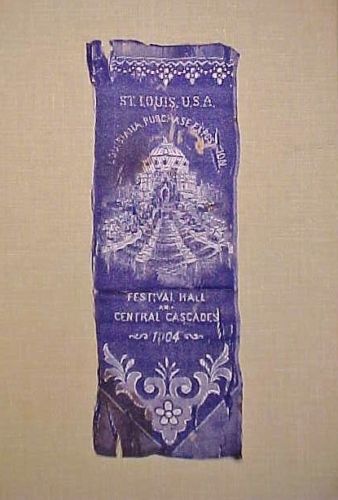 ST. LOUIS, U.S.A.
LOUISIANA PURCHASE EXPOSITION.
FESTIVAL HALL
AND
CENTRAL CASCADES
1904